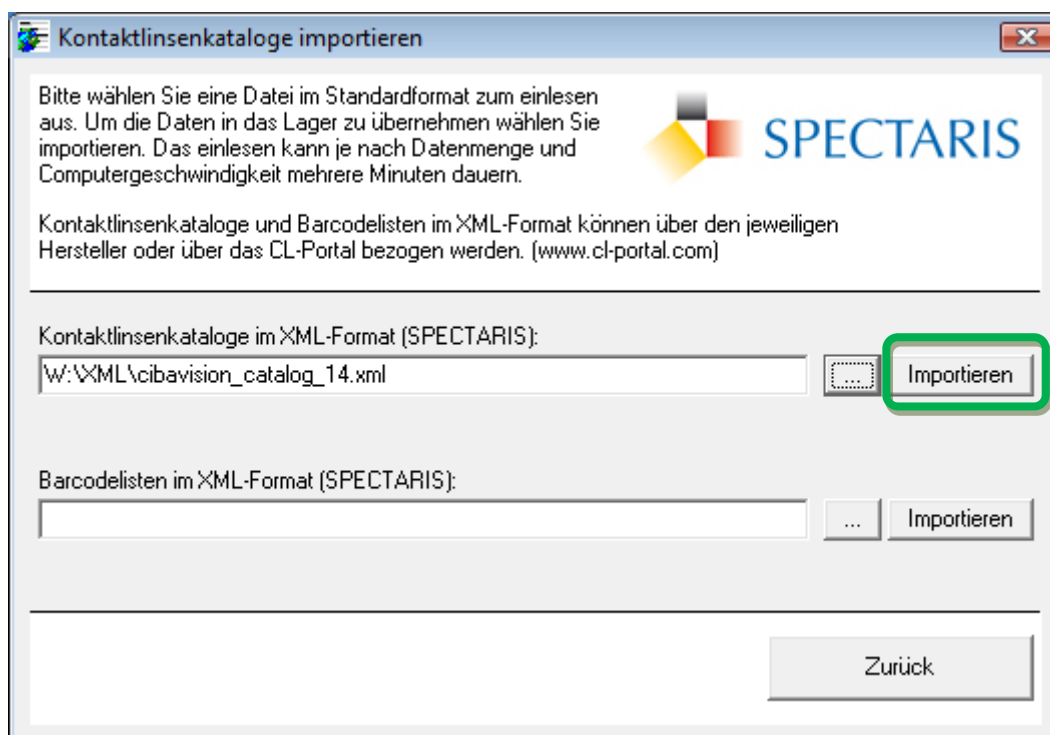 Kontaktlinsenkataloge importieren
Bitte wählen Sie eine Datei im Standardformat zum einlesen
aus. Um die Daten in das Lager zu übernehmen wählen Sie
importieren. Das einlesen kann je nach Datenmenge und
Computergeschwindigkeit mehrere Minuten dauern.
SPECTARIS
Kontaktlinsenkataloge und Barcodelisten im XML-Format können über den jeweiligen
Hersteller oder über das CL-Portal bezogen werden. (www.cl-portal.com)
Kontaktlinsenkataloge im XML-Format (SPECTARIS):
W:\XML\cibavision_catalog_14.xml
... Importieren
Barcodelisten im XML-Format (SPECTARIS):
... Importieren
Zurück